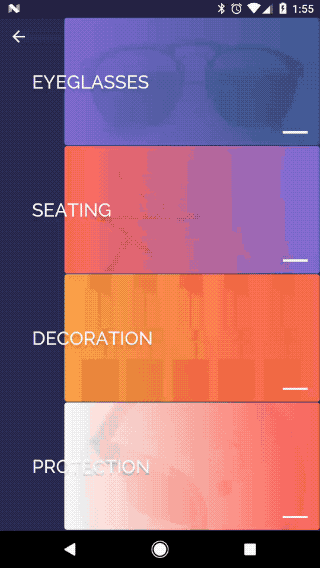 1:55
EYEGLASSES
SEATING
DECORATION
PROTECTION